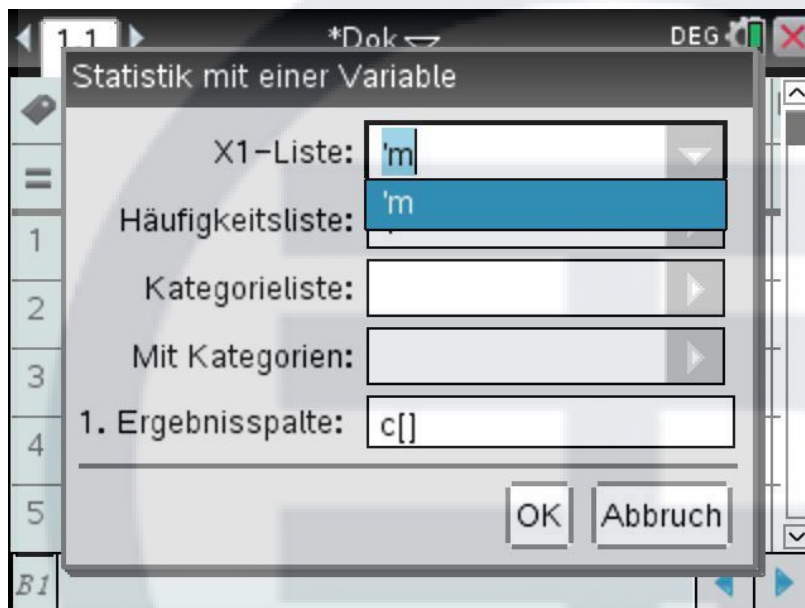 1.1 *Dok DEG
Statistik mit einer Variable
X1-Liste: 'm
'm
Häufigkeitsliste:
Kategorieliste:
Mit Kategorien:
1. Ergebnisspalte: c[]
OK Abbruch
=
1
2
3
4
5
B1